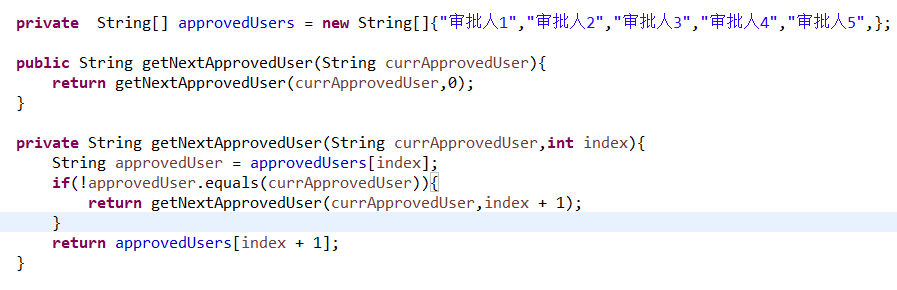 private  String[] approvedUsers = new String[]{"审批人1","审批人2","审批人3","审批人4","审批人5",};
public String getNextApprovedUser(String currApprovedUser){
return getNextApprovedUser(currApprovedUser,0);
}
private String getNextApprovedUser(String currApprovedUser,int index){
String approvedUser = approvedUsers[index];
if(!approvedUser.equals(currApprovedUser)){
return getNextApprovedUser(currApprovedUser,index + 1);
}
return approvedUsers[index + 1];
}